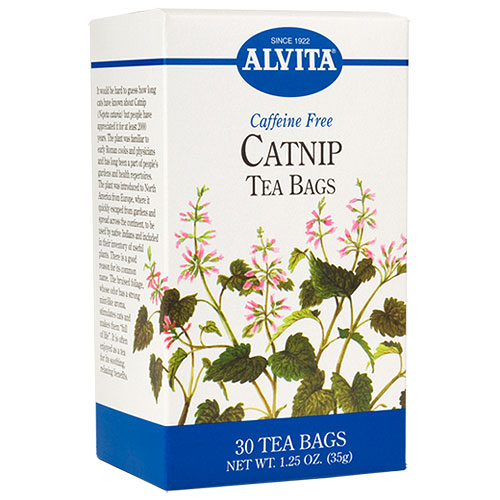 It would be hard to guess how long
cats have known about Catnip
(Nepeta cataria) but people have
appreciated it for at least 2000
years. The plant was familiar to
early Roman cooks and physicians
and has long been a part of people's
gardens and health repertoires.
The plant was introduced to North
America from Europe, where it
quickly escaped from gardens and
spread across the continent, to be
used by native Indians and included
in their inventory of useful
plants. There is a good
reason for its common
name. The bruised foliage,
whose odor has a strong
mint-like aroma,
stimulates cats and
makes them "full
of life". It is often
enjoyed as a tea
for its soothing,
relaxing benefits.
SINCE 1922
ALVITA®
Caffeine Free
CATNIP
TEA BAGS
30 TEA BAGS
NET WT. 1.25 OZ. (35g)